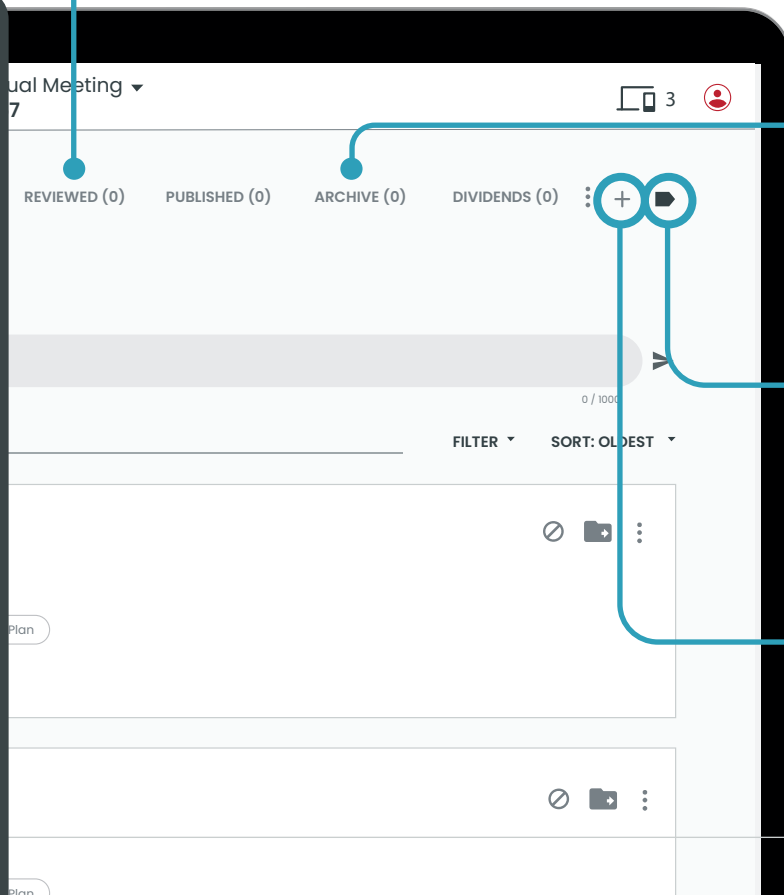 ual Meeting
7
3
REVIEWED (0) PUBLISHED (0) ARCHIVE (0) DIVIDENDS (0)
0 / 1000
FILTER SORT: OLDEST
Plan
Plan